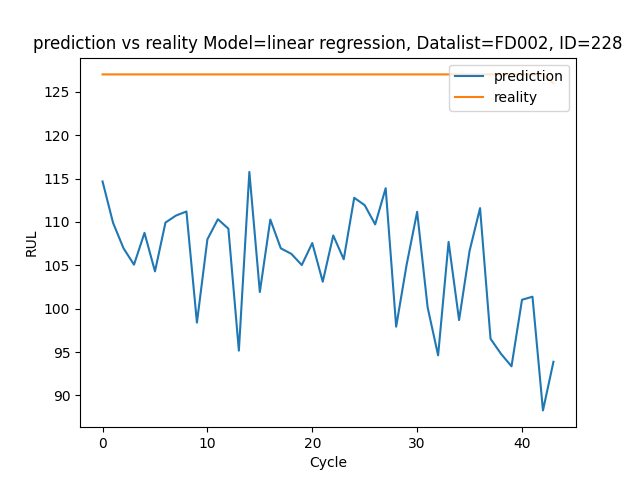 prediction vs reality Model=linear regression, Datalist=FD002, ID=228
prediction
reality
RUL
125
120
115
110
105
100
95
90
0 10 20 30 40
Cycle